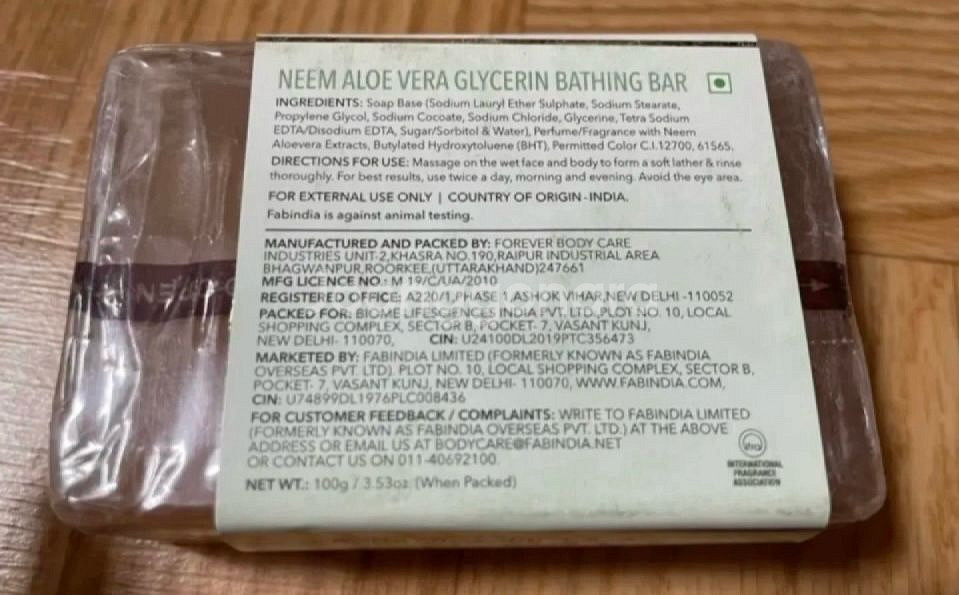 NEEM ALOE VERA GLYCERIN BATHING BAR
INGREDIENTS: Soap Base (Sodium Lauryl Ether Sulphate, Sodium Stearate,
Propylene Glycol, Sodium Cocoate, Sodium Chloride, Glycerine, Tetra Sodium
EDTA/Disodium EDTA, Sugar/Sorbitol & Water), Perfume/Fragrance with Neem
Aloevera Extracts, Butylated Hydroxytoluene (BHT), Permitted Color C.I.12700, 61565.
DIRECTIONS FOR USE: Massage on the wet face and body to form a soft lather & rinse
thoroughly. For best results, use twice a day, morning and evening. Avoid the eye area.
FOR EXTERNAL USE ONLY | COUNTRY OF ORIGIN-INDIA.
Fabindia is against animal testing.
MANUFACTURED AND PACKED BY: FOREVER BODY CARE
INDUSTRIES UNIT-2,KHASRA NO.190,RAIPUR INDUSTRIAL AREA
BHAGWANPUR,ROORKEE,(UTTARAKHAND)247661
MFG LICENCE NO.: M 19/C/UA/2010
REGISTERED OFFICE: A220/1,PHASE 1,ASHOK VIHAR,NEW DELHI -110052
PACKED FOR: BIOME LIFESCIENCES INDIA PVT. LTD.,PLOT NO. 10, LOCAL
SHOPPING COMPLEX, SECTOR B, POCKET- 7, VASANT KUNJ,
NEW DELHI- 110070, CIN: U24100DL2019PTC356473
MARKETED BY: FABINDIA LIMITED (FORMERLY KNOWN AS FABINDIA
OVERSEAS PVT. LTD). PLOT NO. 10, LOCAL SHOPPING COMPLEX, SECTOR B,
POCKET- 7, VASANT KUNJ, NEW DELHI- 110070, WWW.FABINDIA.COM,
CIN: U74899DL1976PLC008436
FOR CUSTOMER FEEDBACK / COMPLAINTS: WRITE TO FABINDIA LIMITED
(FORMERLY KNOWN AS FABINDIA OVERSEAS PVT. LTD.) AT THE ABOVE
ADDRESS OR EMAIL US AT BODYCARE@FABINDIA.NET
OR CONTACT US ON 011-40692100.
ifra
INTERNATIONAL
FRAGRANCE
ASSOCIATION
NET WT.: 100g / 3.53oz. (When Packed)